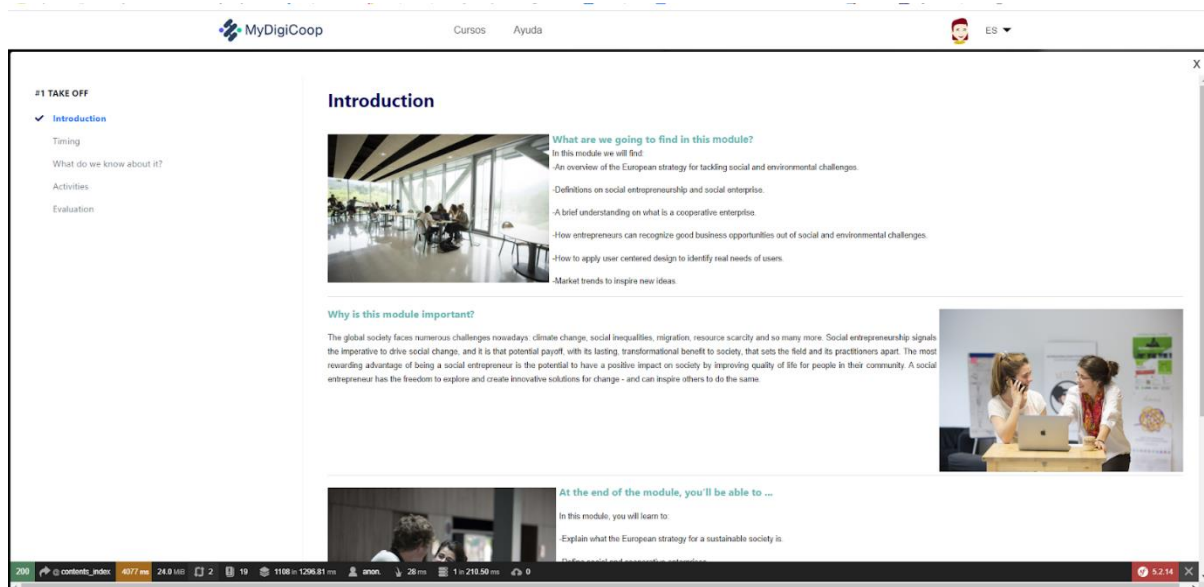 MyDigiCoop
Cursos
Ayuda
ES
X
#1 TAKE OFF
Introduction
Timing
What do we know about it?
Activities
Evaluation
Introduction
What are we going to find in this module?
In this module we will find:
-An overview of the European strategy for tackling social and environmental challenges.
-Definitions on social entrepreneurship and social enterprise.
-A brief understanding on what is a cooperative enterprise.
-How entrepreneurs can recognize good business opportunities out of social and environmental challenges.
-How to apply user centered design to identify real needs of users.
-Market trends to inspire new ideas.
Why is this module important?
The global society faces numerous challenges nowadays: climate change, social inequalities, migration, resource scarcity and so many more. Social entrepreneurship signals
the imperative to drive social change, and it is that potential payoff, with its lasting, transformational benefit to society, that sets the field and its practitioners apart. The most
rewarding advantage of being a social entrepreneur is the potential to have a positive impact on society by improving quality of life for people in their community. A social
entrepreneur has the freedom to explore and create innovative solutions for change - and can inspire others to do the same.
At the end of the module, you'll be able to ...
In this module, you will learn to:
-Explain what the European strategy for a sustainable society is.
-Define social and cooperative enterprises.
200 @ contents_index 4077 ms 24.0 MiB 2 19 1108 in 1296.81 ms anon. 28 ms 1 in 210.50 ms 0 5.2.14